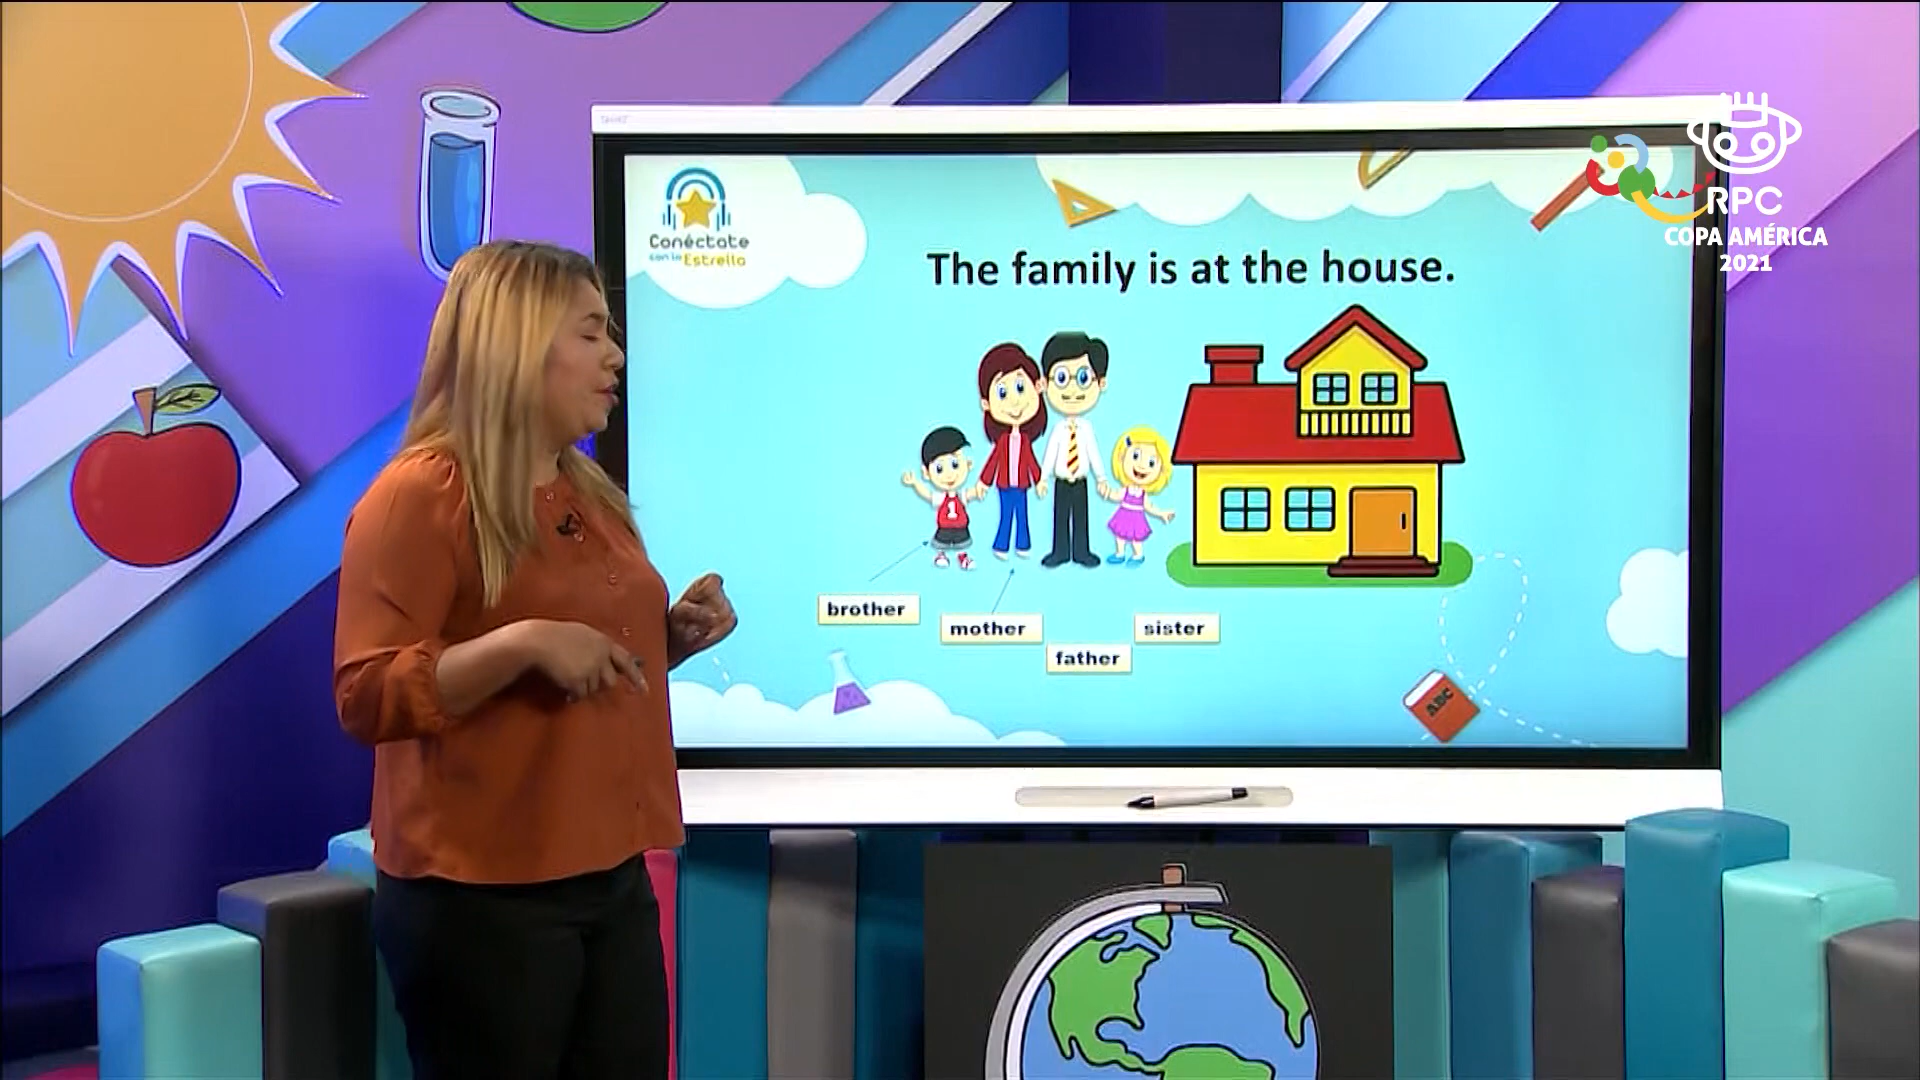 Conéctate
con la Estrella
The family is at the house.
1
brother
mother
sister
father
ABC
RPC
COPA AMÉRICA
2021